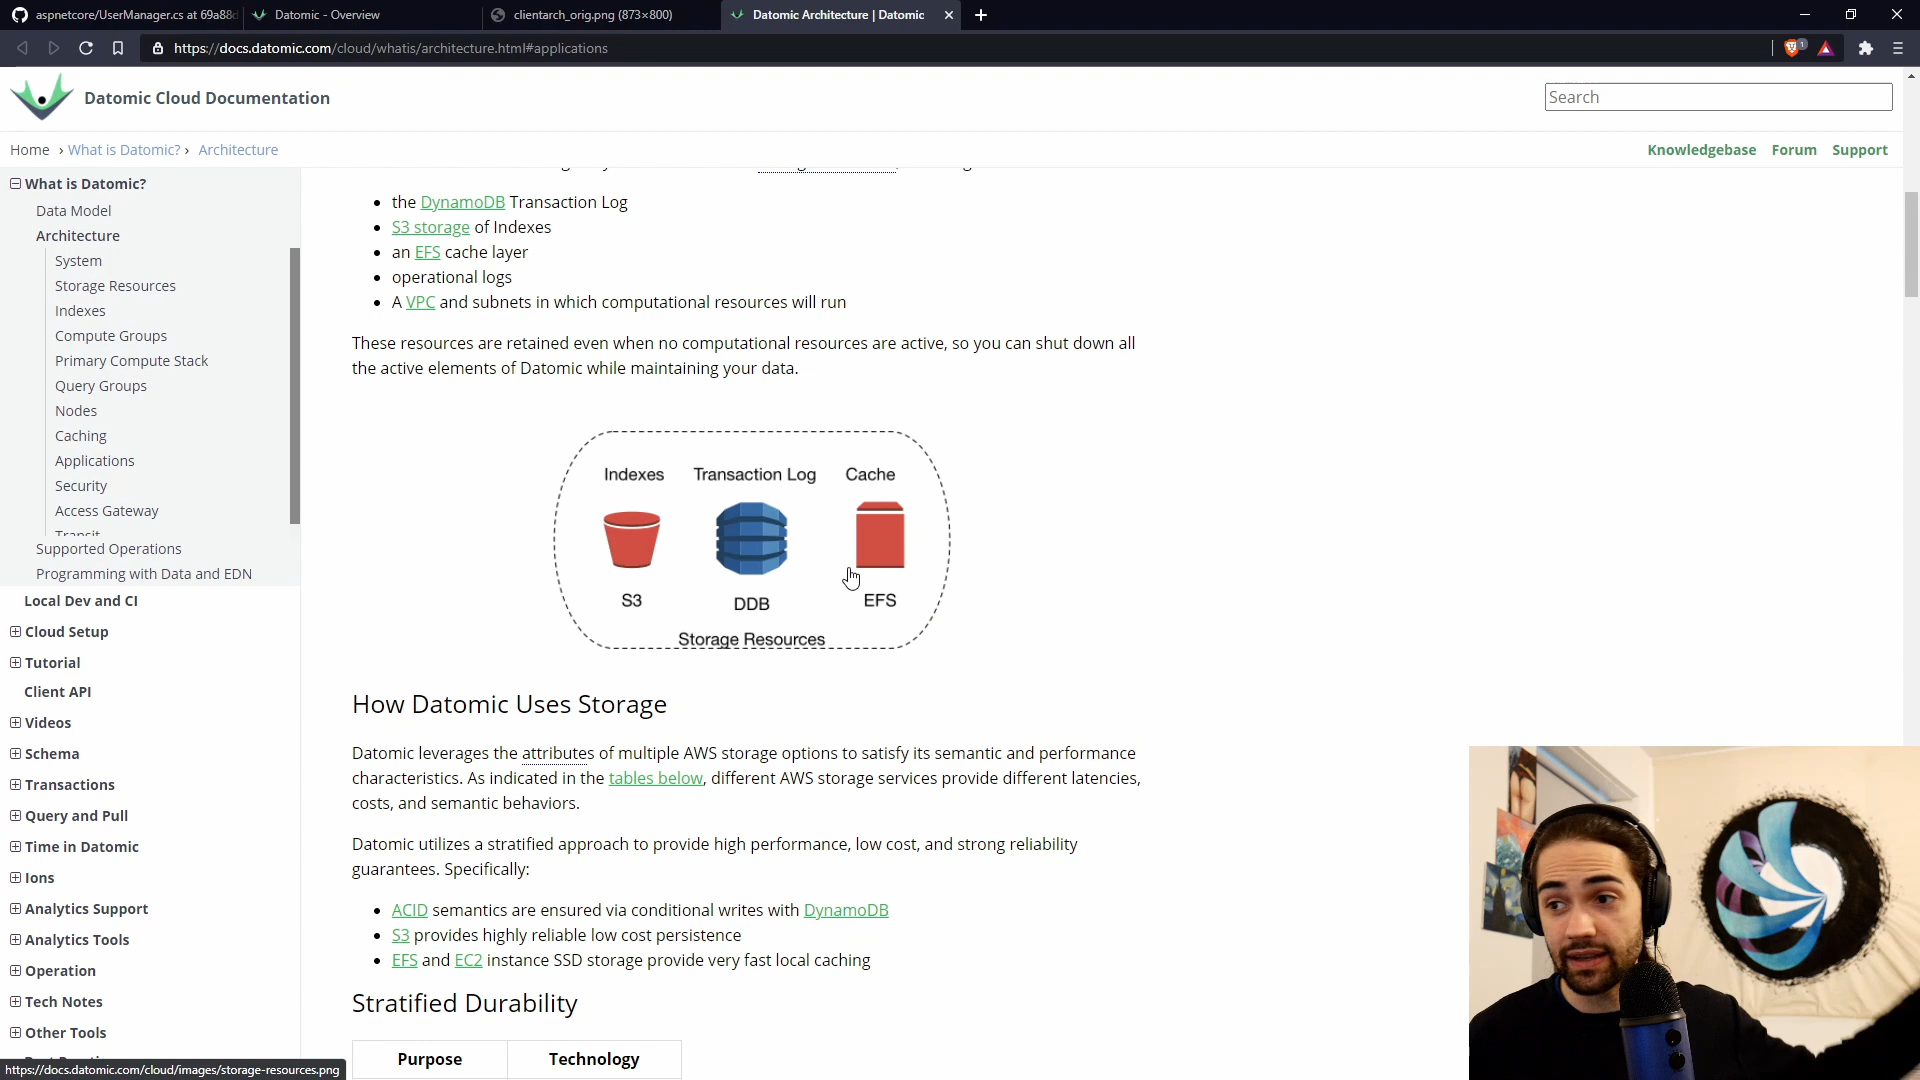 aspnetcore/UserManager.cs at 69a88d
Datomic - Overview
clientarch_orig.png (873×800)
Datomic Architecture | Datomic
https://docs.datomic.com/cloud/whatis/architecture.html#applications
1
Datomic Cloud Documentation
Search
Home › What is Datomic? › Architecture
Knowledgebase Forum Support
What is Datomic?
Data Model
Architecture
System
Storage Resources
Indexes
Compute Groups
Primary Compute Stack
Query Groups
Nodes
Caching
Applications
Security
Access Gateway
Transit
Supported Operations
Programming with Data and EDN
Local Dev and CI
Cloud Setup
Tutorial
Client API
Videos
Schema
Transactions
Query and Pull
Time in Datomic
Ions
Analytics Support
Analytics Tools
Operation
Tech Notes
Other Tools
https://docs.datomic.com/cloud/images/storage-resources.png
the DynamoDB Transaction Log
S3 storage of Indexes
an EFS cache layer
operational logs
A VPC and subnets in which computational resources will run
These resources are retained even when no computational resources are active, so you can shut down all
the active elements of Datomic while maintaining your data.
Indexes Transaction Log Cache
S3 DDB EFS
Storage Resources
How Datomic Uses Storage
Datomic leverages the attributes of multiple AWS storage options to satisfy its semantic and performance
characteristics. As indicated in the tables below, different AWS storage services provide different latencies,
costs, and semantic behaviors.
Datomic utilizes a stratified approach to provide high performance, low cost, and strong reliability
guarantees. Specifically:
ACID semantics are ensured via conditional writes with DynamoDB
S3 provides highly reliable low cost persistence
EFS and EC2 instance SSD storage provide very fast local caching
Stratified Durability
Purpose Technology